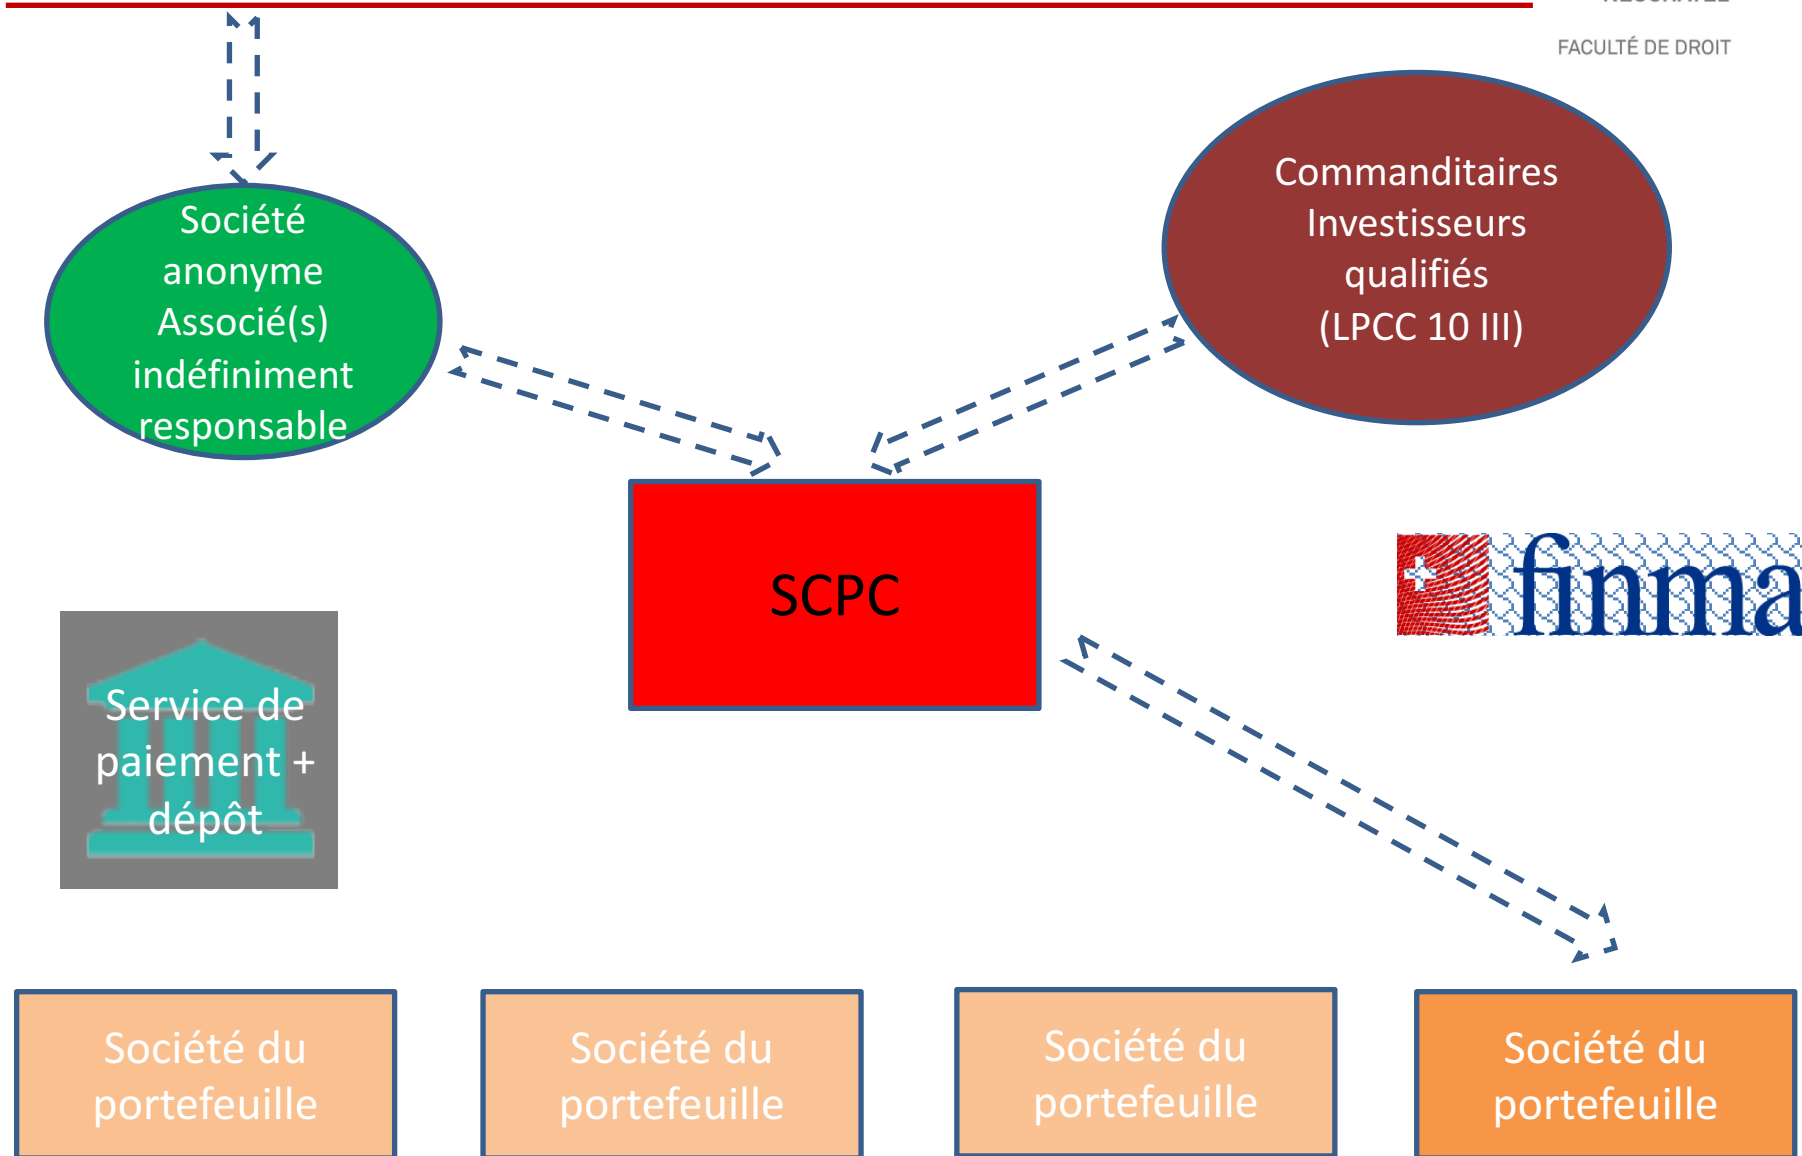 FACULTÉ DE DROIT
Société
anonyme
Associé(s)
indéfiniment
responsable
Commanditaires
Investisseurs
qualifiés
(LPCC 10 III)
SCPC
finma
Service de
paiement +
dépôt
Société du
portefeuille
Société du
portefeuille
Société du
portefeuille
Société du
portefeuille